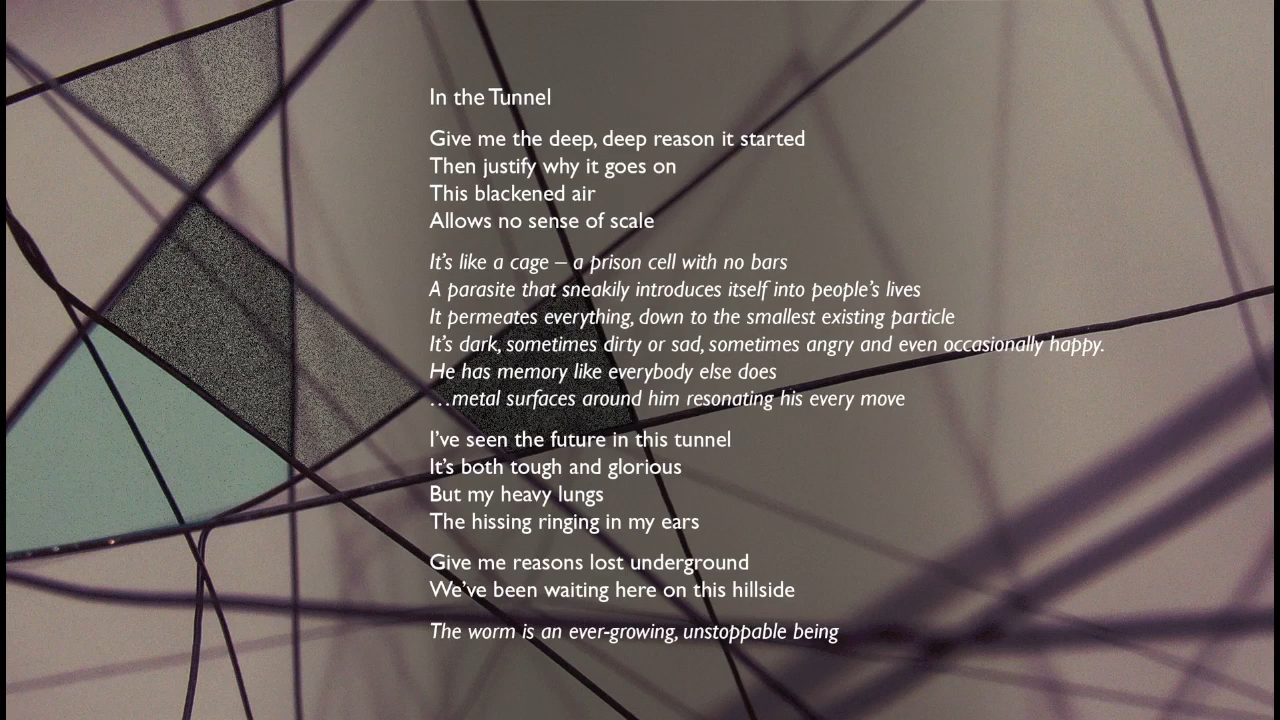 In the Tunnel
Give me the deep, deep reason it started
Then justify why it goes on
This blackened air
Allows no sense of scale
It's like a cage – a prison cell with no bars
A parasite that sneakily introduces itself into people's lives
It permeates everything, down to the smallest existing particle
It's dark, sometimes dirty or sad, sometimes angry and even occasionally happy.
He has memory like everybody else does
…metal surfaces around him resonating his every move
I've seen the future in this tunnel
It's both tough and glorious
But my heavy lungs
The hissing ringing in my ears
Give me reasons lost underground
We've been waiting here on this hillside
The worm is an ever-growing, unstoppable being